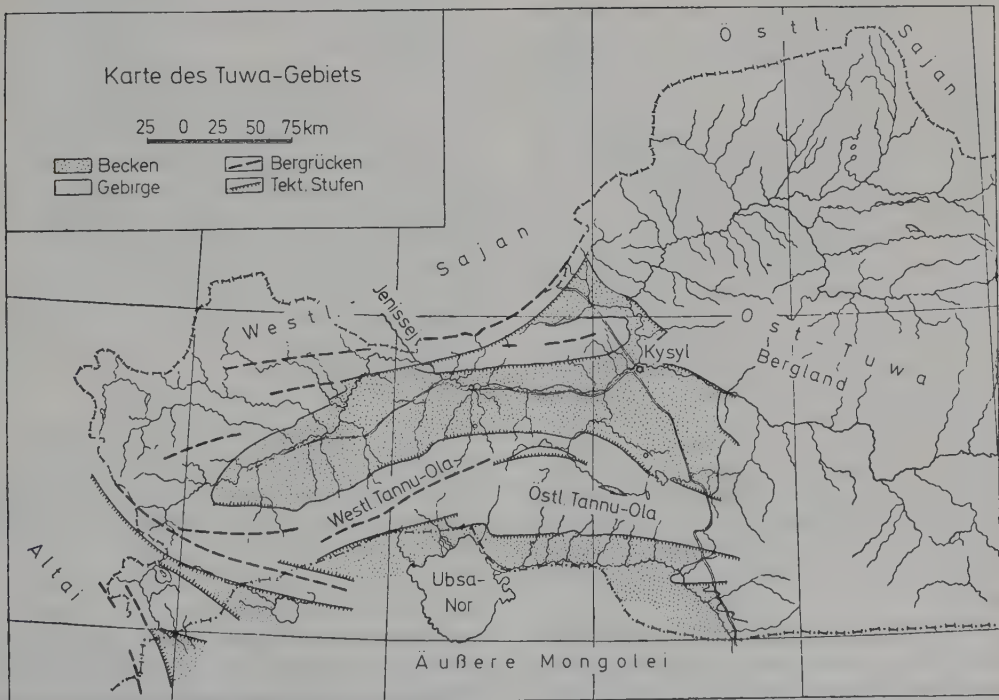 Karte des Tuwa-Gebiets
25 0 25 50 75km
Becken
Gebirge
Bergrücken
Tekt. Stufen
Östl. Sajan
Westl. Sajan
Jenissei
Ost-Tuwa
Bergland
Kysyl
Westl. Tannu-Ola
Östl. Tannu-Ola
Altai
Ubsa-
Nor
Äußere Mongolei